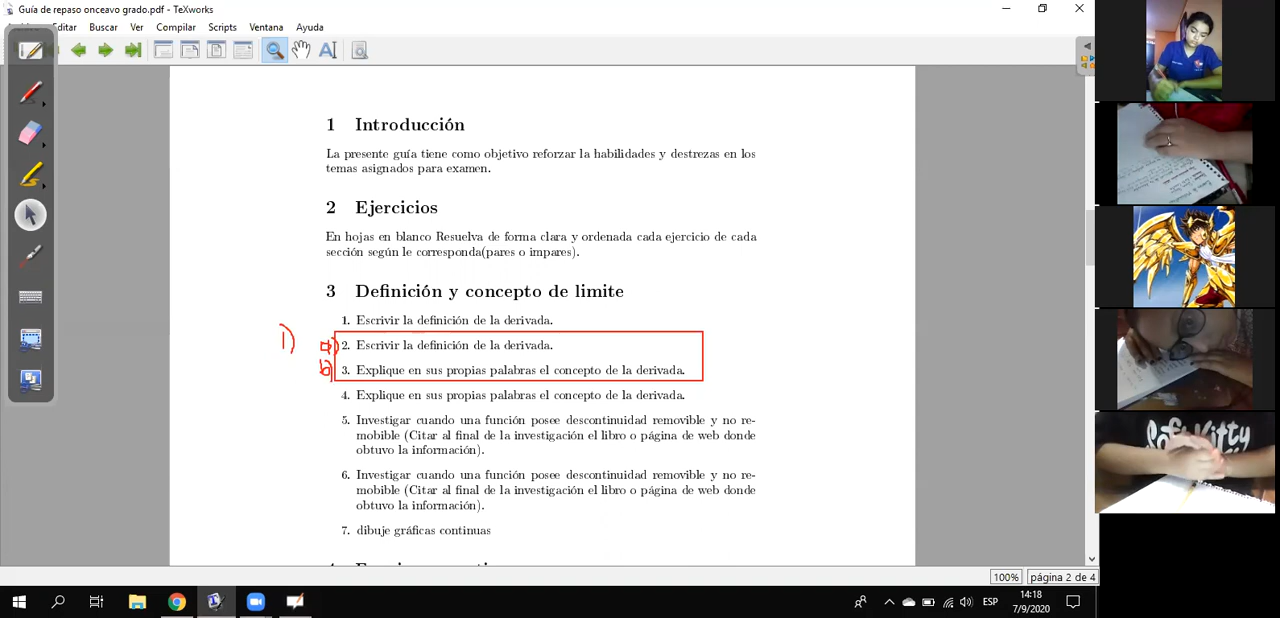 Guía de repaso onceavo grado.pdf - TeXworks
Editar Buscar Ver Compilar Scripts Ventana Ayuda
1 Introducción
La presente guía tiene como objetivo reforzar la habilidades y destrezas en los
temas asignados para examen.
2 Ejercicios
En hojas en blanco Resuelva de forma clara y ordenada cada ejercicio de cada
sección según le corresponda(pares o impares).
3 Definición y concepto de limite
1. Escrivir la definición de la derivada.
1)
a) 2. Escrivir la definición de la derivada.
b) 3. Explique en sus propias palabras el concepto de la derivada.
4. Explique en sus propias palabras el concepto de la derivada.
5. Investigar cuando una función posee descontinuidad removible y no re-
mobible (Citar al final de la investigación el libro o página de web donde
obtuvo la información).
6. Investigar cuando una función posee descontinuidad removible y no re-
mobible (Citar al final de la investigación el libro o página de web donde
obtuvo la información).
7. dibuje gráficas continuas
Soft Kitty
100% página 2 de 4
ESP
14:18
7/9/2020